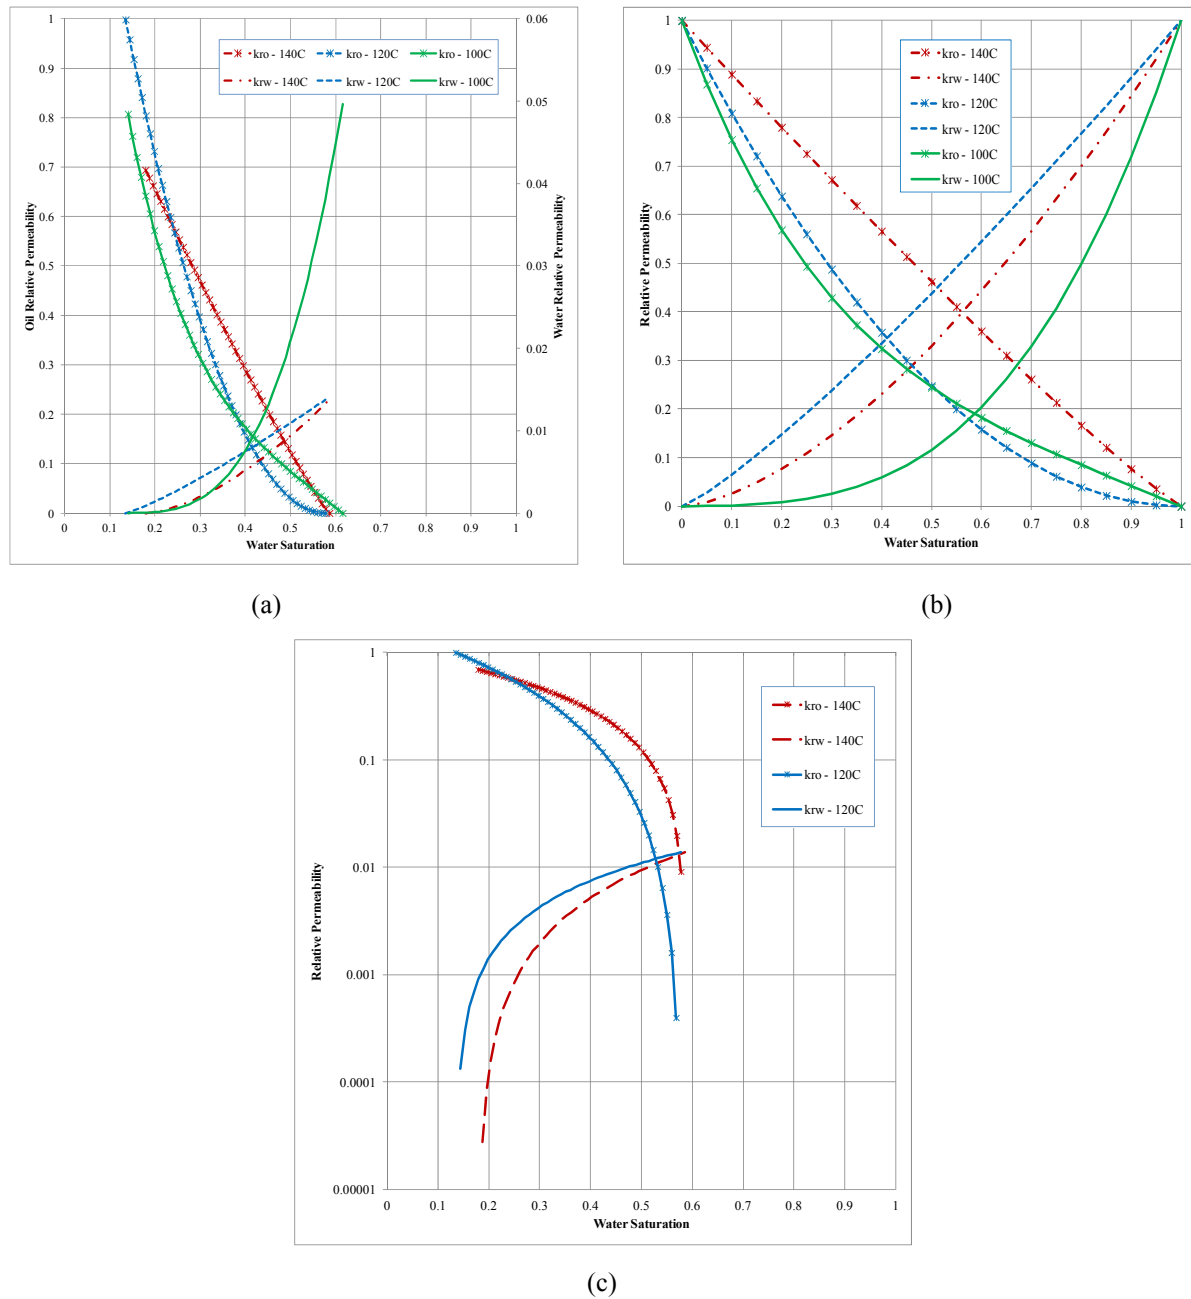 kro - 140C kro - 120C kro - 100C
krw - 140C krw - 120C krw - 100C
1
0.9
0.8
0.7
0.6
0.5
0.4
0.3
0.2
0.1
0
0.06
0.05
0.04
0.03
0.02
0.01
0
0 0.1 0.2 0.3 0.4 0.5 0.6 0.7 0.8 0.9 1
Oil Relative Permeability
Water Relative Permeability
Water Saturation
(a)
kro - 140C
krw - 140C
kro - 120C
krw - 120C
kro - 100C
krw - 100C
1
0.9
0.8
0.7
0.6
0.5
0.4
0.3
0.2
0.1
0
0 0.1 0.2 0.3 0.4 0.5 0.6 0.7 0.8 0.9 1
Relative Permeability
Water Saturation
(b)
kro - 140C
krw - 140C
kro - 120C
krw - 120C
1
0.1
0.01
0.001
0.0001
0.00001
0 0.1 0.2 0.3 0.4 0.5 0.6 0.7 0.8 0.9 1
Relative Permeability
Water Saturation
(c)